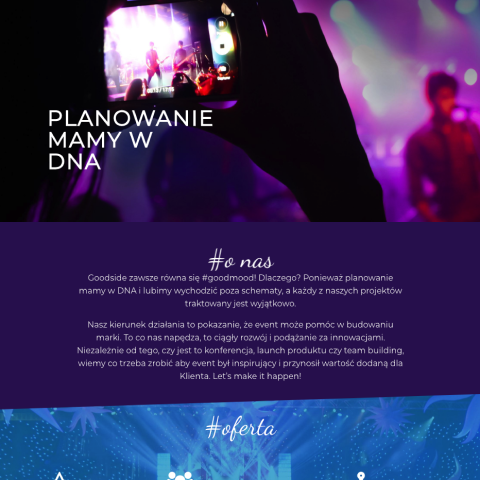 PLANOWANIE
MAMY W
DNA
#o nas
Goodside zawsze równa się #goodmood! Dlaczego? Ponieważ planowanie
mamy w DNA i lubimy wychodzić poza schematy, a każdy z naszych projektów
traktowany jest wyjątkowo.
Nasz kierunek działania to pokazanie, że event może pomóc w budowaniu
marki. To co nas napędza, to ciągły rozwój i podążanie za innowacjami.
Niezależnie od tego, czy jest to konferencja, launch produktu czy team building,
wiemy co trzeba zrobić aby event był inspirujący i przynosił wartość dodaną dla
Klienta. Let's make it happen!
#oferta